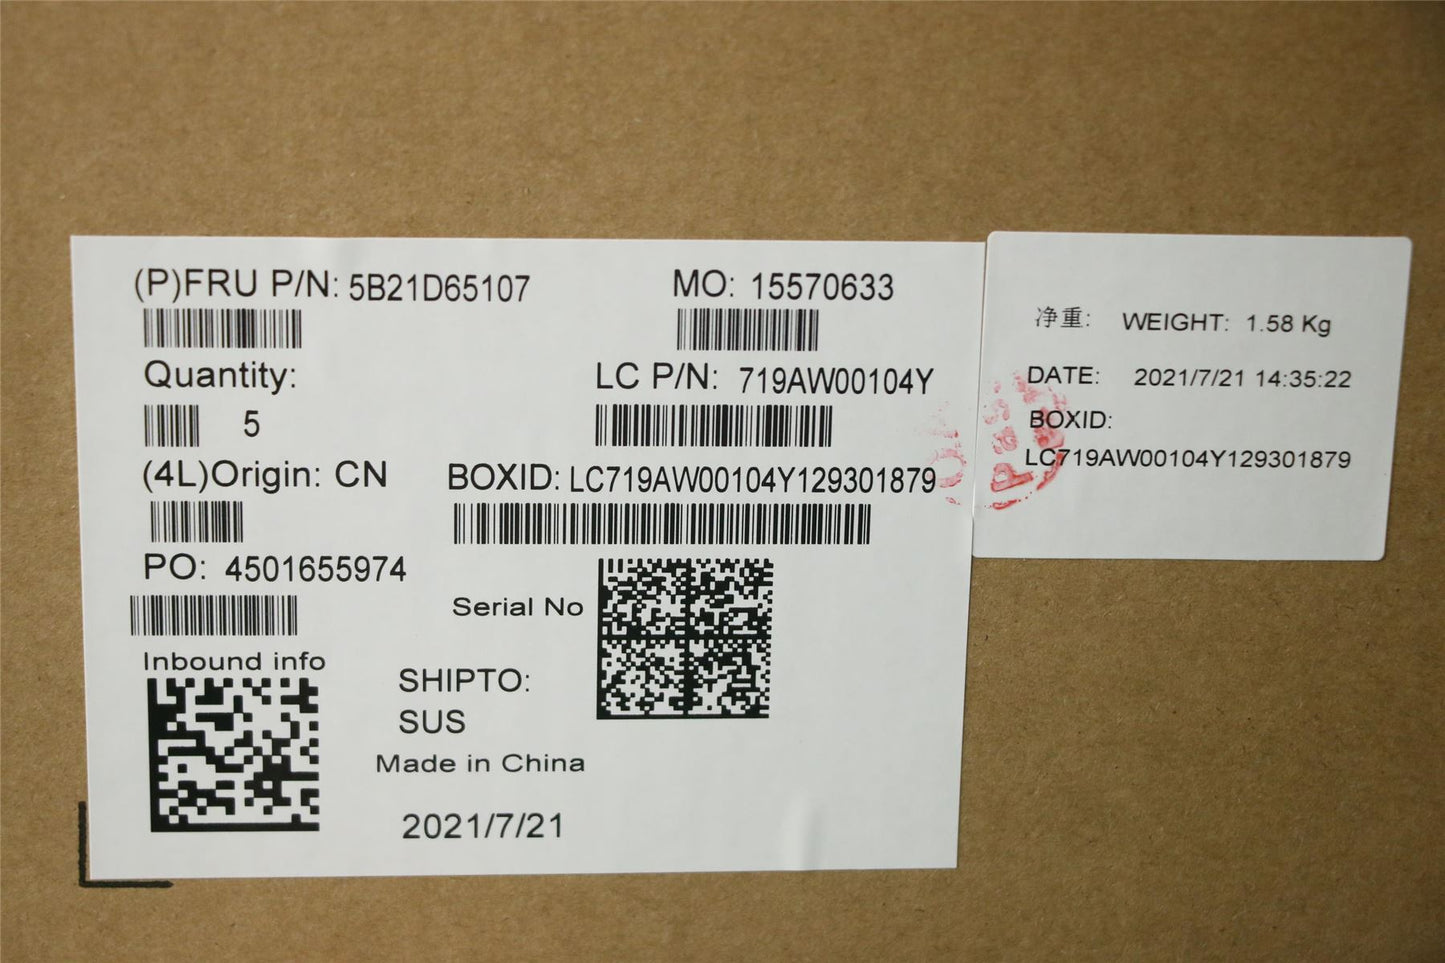 (P)FRU P/N: 5B21D65107
MO: 15570633
Quantity:
5
LC P/N: 719AW00104Y
(4L)Origin: CN
BOXID: LC719AW00104Y129301879
PO: 4501655974
Serial No
Inbound info
SHIPTO:
SUS
Made in China
2021/7/21
净重: WEIGHT: 1.58 Kg
DATE: 2021/7/21 14:35:22
BOXID:
LC719AW00104Y129301879